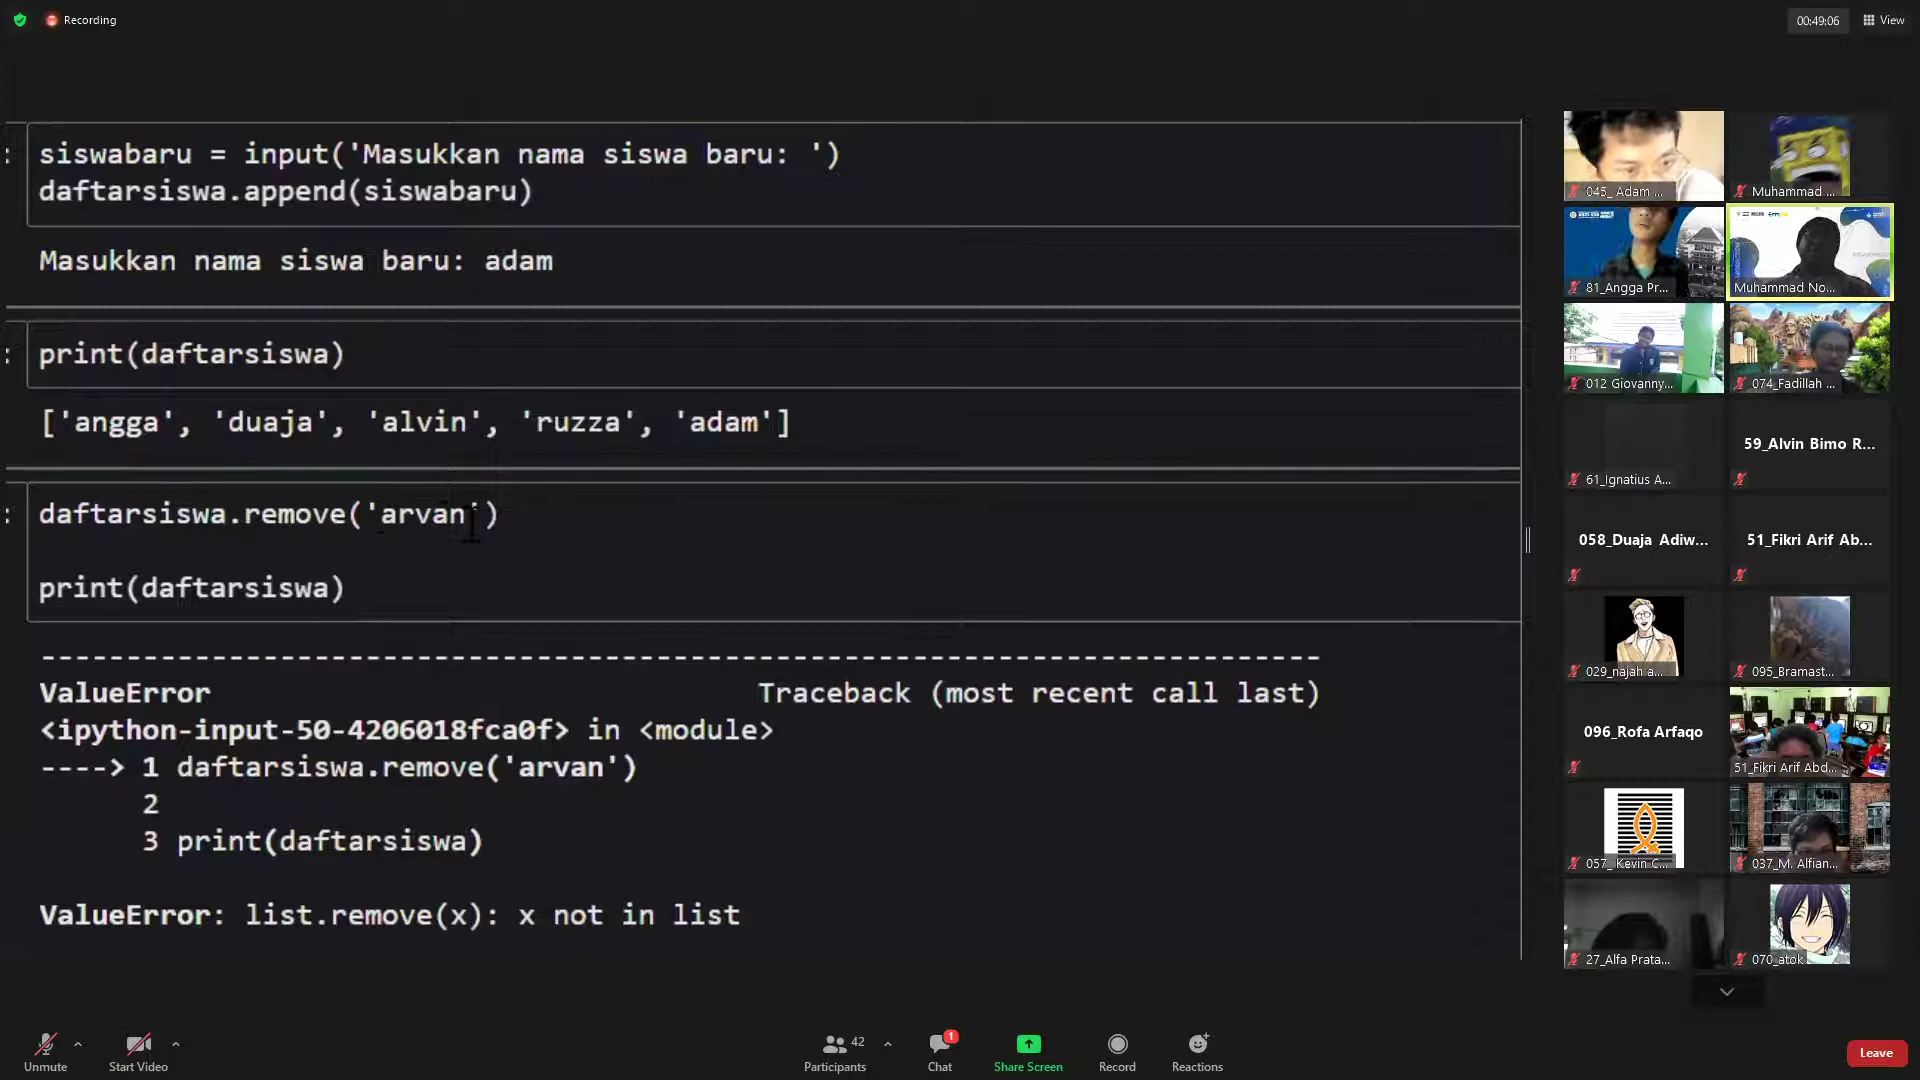 Recording
00:49:06
View
: siswabaru = input('Masukkan nama siswa baru: ')
daftarsiswa.append(siswabaru)
Masukkan nama siswa baru: adam
: print(daftarsiswa)
['angga', 'duaja', 'alvin', 'ruzza', 'adam']
: daftarsiswa.remove('arvan')
print(daftarsiswa)
---------------------------------------------------------------------------
ValueError Traceback (most recent call last)
<ipython-input-50-4206018fca0f> in <module>
----> 1 daftarsiswa.remove('arvan')
2
3 print(daftarsiswa)
ValueError: list.remove(x): x not in list
045_ Adam ...
Muhammad ...
81_Angga Pr...
Muhammad No...
012 Giovanny...
074_Fadillah ...
61_Ignatius A...
59_Alvin Bimo R...
058_Duaja Adiw...
51_Fikri Arif Ab...
029_najah a...
095_Bramast...
096_Rofa Arfaqo
51_Fikri Arif Abd...
057_ Kevin C...
037_M. Alfian...
27_Alfa Prata...
070_atok
Unmute
Start Video
42
Participants
1
Chat
Share Screen
Record
Reactions
Leave